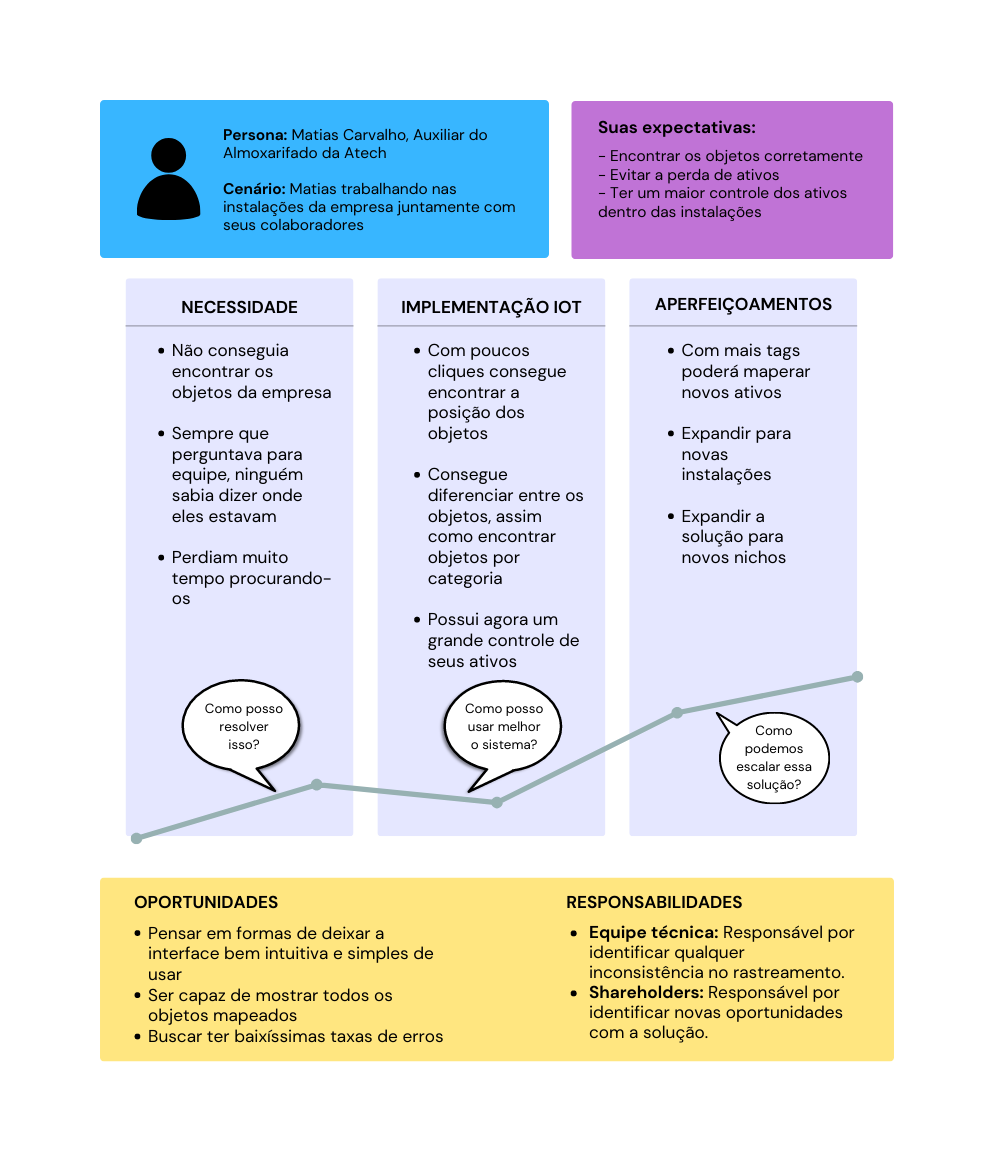 Persona: Matias Carvalho, Auxiliar do
Almoxarifado da Atech
Cenário: Matias trabalhando nas
instalações da empresa juntamente com
seus colaboradores
Suas expectativas:
- Encontrar os objetos corretamente
- Evitar a perda de ativos
- Ter um maior controle dos ativos
dentro das instalações
NECESSIDADE
• Não conseguia
encontrar os
objetos da empresa
• Sempre que
perguntava para
equipe, ninguém
sabia dizer onde
eles estavam
• Perdiam muito
tempo procurando-
os
Como posso
resolver
isso?
IMPLEMENTAÇÃO IOT
• Com poucos
cliques consegue
encontrar a
posição dos
objetos
• Consegue
diferenciar entre os
objetos, assim
como encontrar
objetos por
categoria
• Possui agora um
grande controle de
seus ativos
Como posso
usar melhor
o sistema?
APERFEIÇOAMENTOS
• Com mais tags
poderá maperar
novos ativos
• Expandir para
novas
instalações
• Expandir a
solução para
novos nichos
Como
podemos
escalar essa
solução?
OPORTUNIDADES
• Pensar em formas de deixar a
interface bem intuitiva e simples de
usar
• Ser capaz de mostrar todos os
objetos mapeados
• Buscar ter baixíssimas taxas de erros
RESPONSABILIDADES
• Equipe técnica: Responsável por
identificar qualquer
inconsistência no rastreamento.
• Shareholders: Responsável por
identificar novas oportunidades
com a solução.